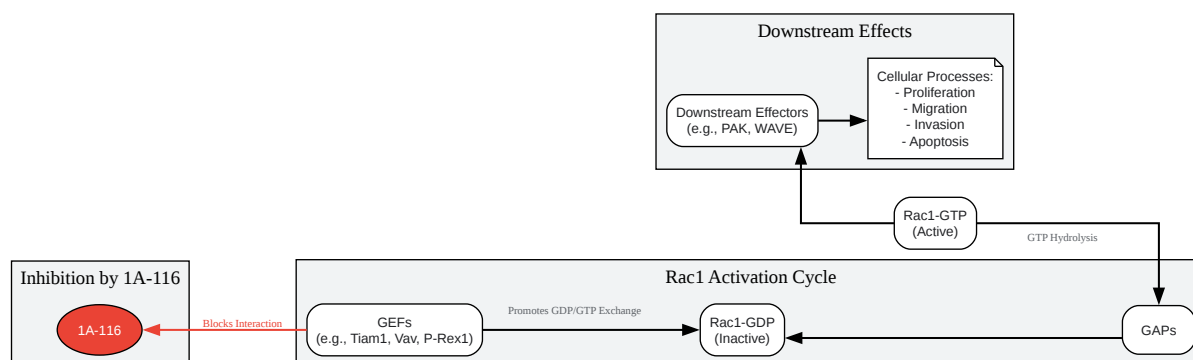 Downstream Effects
Downstream Effectors
(e.g., PAK, WAVE)
Cellular Processes:
- Proliferation
- Migration
- Invasion
- Apoptosis
Rac1-GTP
(Active)
GTP Hydrolysis
Inhibition by 1A-116
1A-116
Blocks Interaction
Rac1 Activation Cycle
GEFs
(e.g., Tiam1, Vav, P-Rex1)
Promotes GDP/GTP Exchange
Rac1-GDP
(Inactive)
GAPs